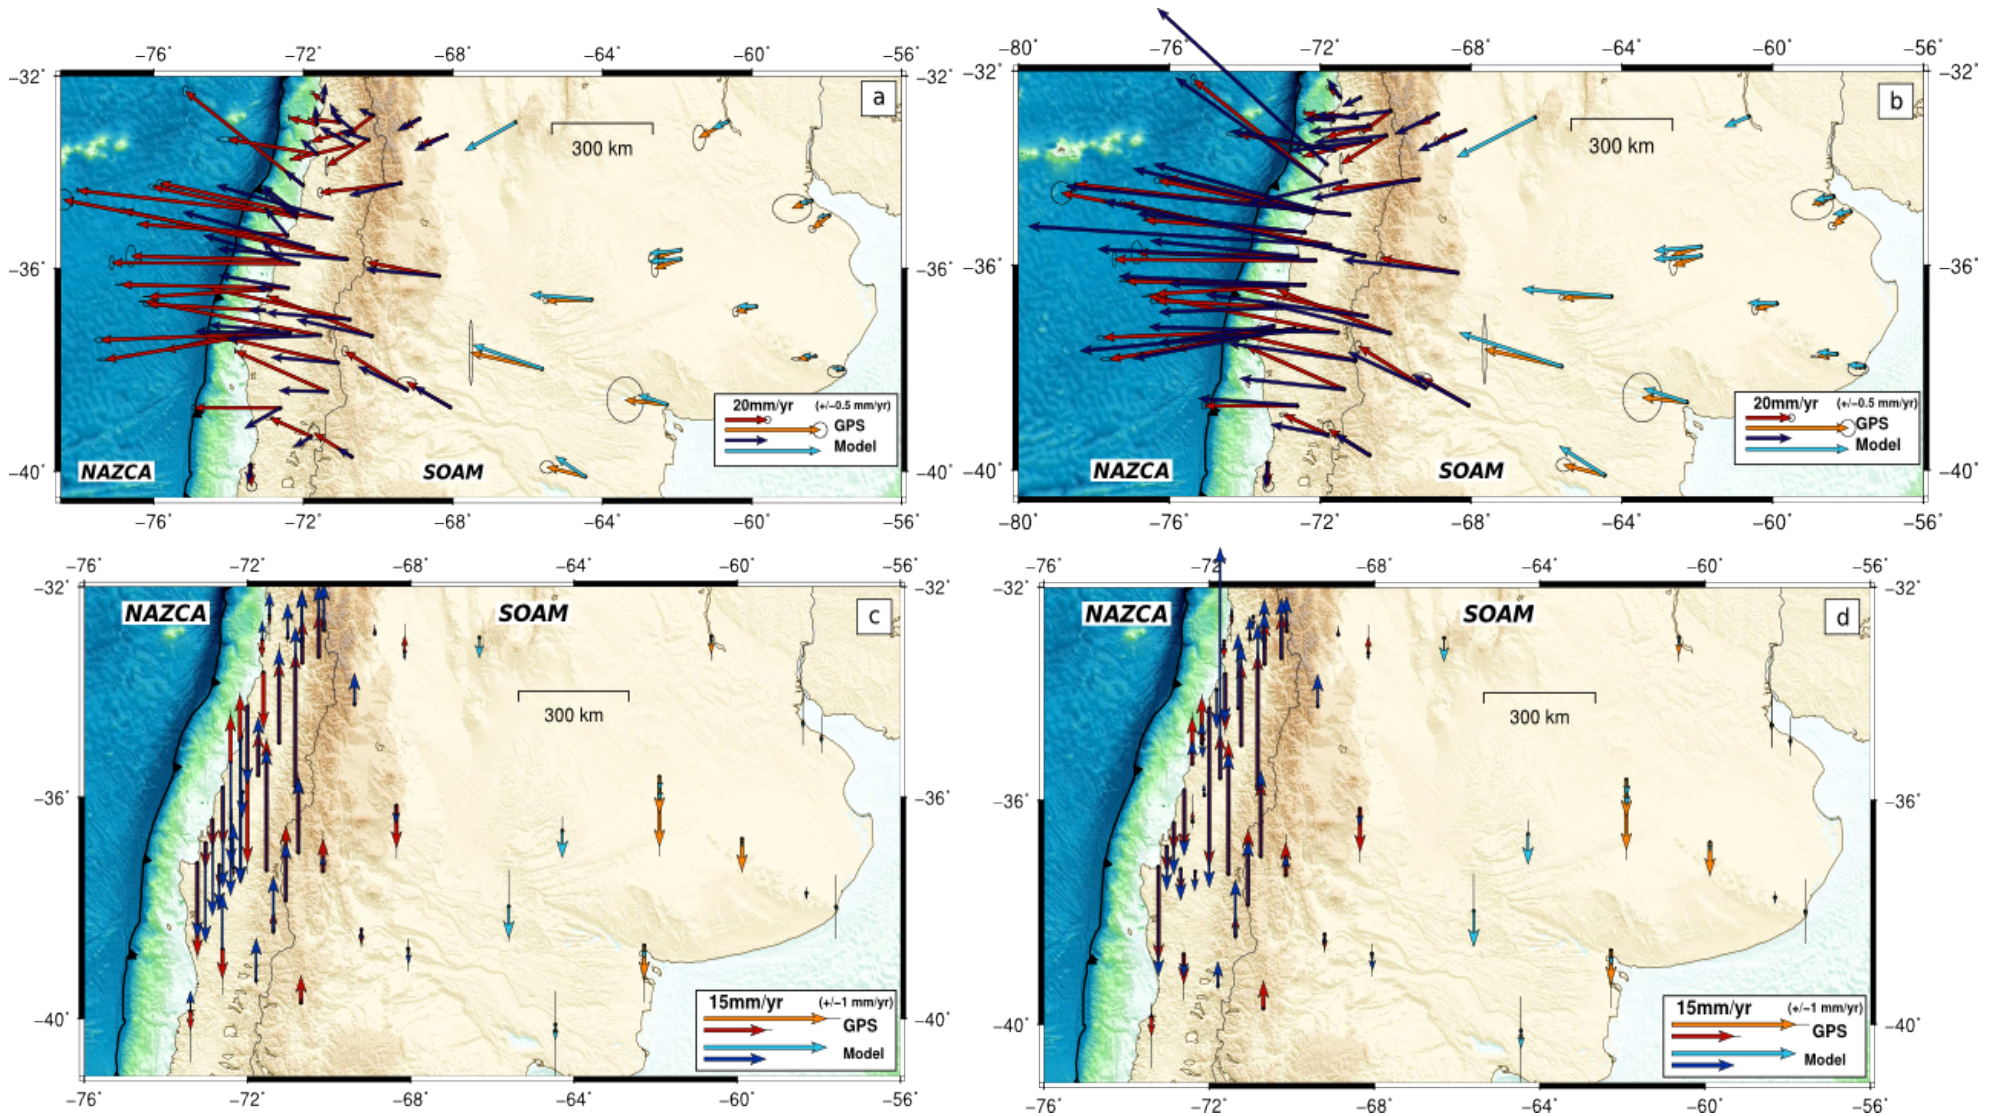 −76° −72° −68° −64° −60° −56°
−32° −32°
a
300 km
−36° −36°
20mm/yr (+/−0.5 mm/yr)
GPS
Model
−40° −40°
NAZCA SOAM
−76° −72° −68° −64° −60° −56°
−80° −76° −72° −68° −64° −60° −56°
−32° −32°
b
300 km
−36° −36°
20mm/yr (+/−0.5 mm/yr)
GPS
Model
−40° −40°
NAZCA SOAM
−80° −76° −72° −68° −64° −60° −56°
−76° −72° −68° −64° −60° −56°
−32° −32°
NAZCA SOAM
c
300 km
−36° −36°
15mm/yr (+/−1 mm/yr)
GPS
Model
−40° −40°
−76° −72° −68° −64° −60° −56°
−76° −72° −68° −64° −60° −56°
−32° −32°
NAZCA SOAM
d
300 km
−36° −36°
15mm/yr (+/−1 mm/yr)
GPS
Model
−40° −40°
−76° −72° −68° −64° −60° −56°